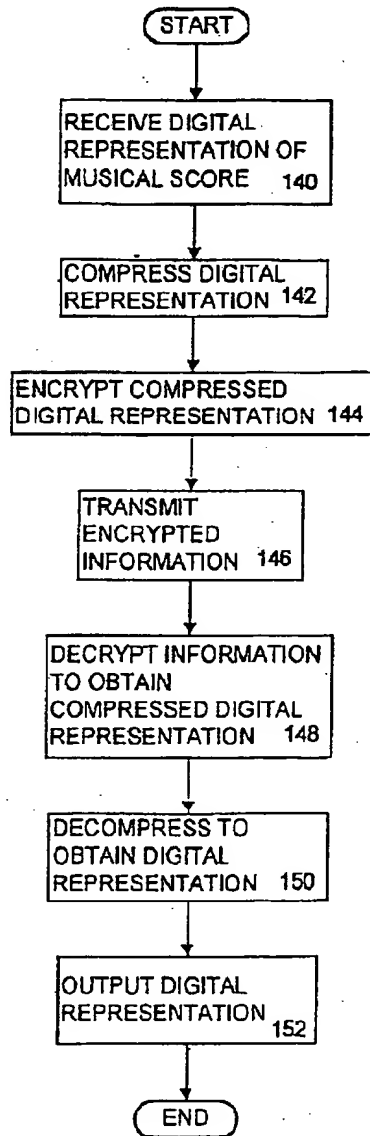 START
RECEIVE DIGITAL
REPRESENTATION OF
MUSICAL SCORE 140
COMPRESS DIGITAL
REPRESENTATION 142
ENCRYPT COMPRESSED
DIGITAL REPRESENTATION 144
TRANSMIT
ENCRYPTED
INFORMATION 146
DECRYPT INFORMATION
TO OBTAIN
COMPRESSED DIGITAL
REPRESENTATION 148
DECOMPRESS TO
OBTAIN DIGITAL
REPRESENTATION 150
OUTPUT DIGITAL
REPRESENTATION 152
END